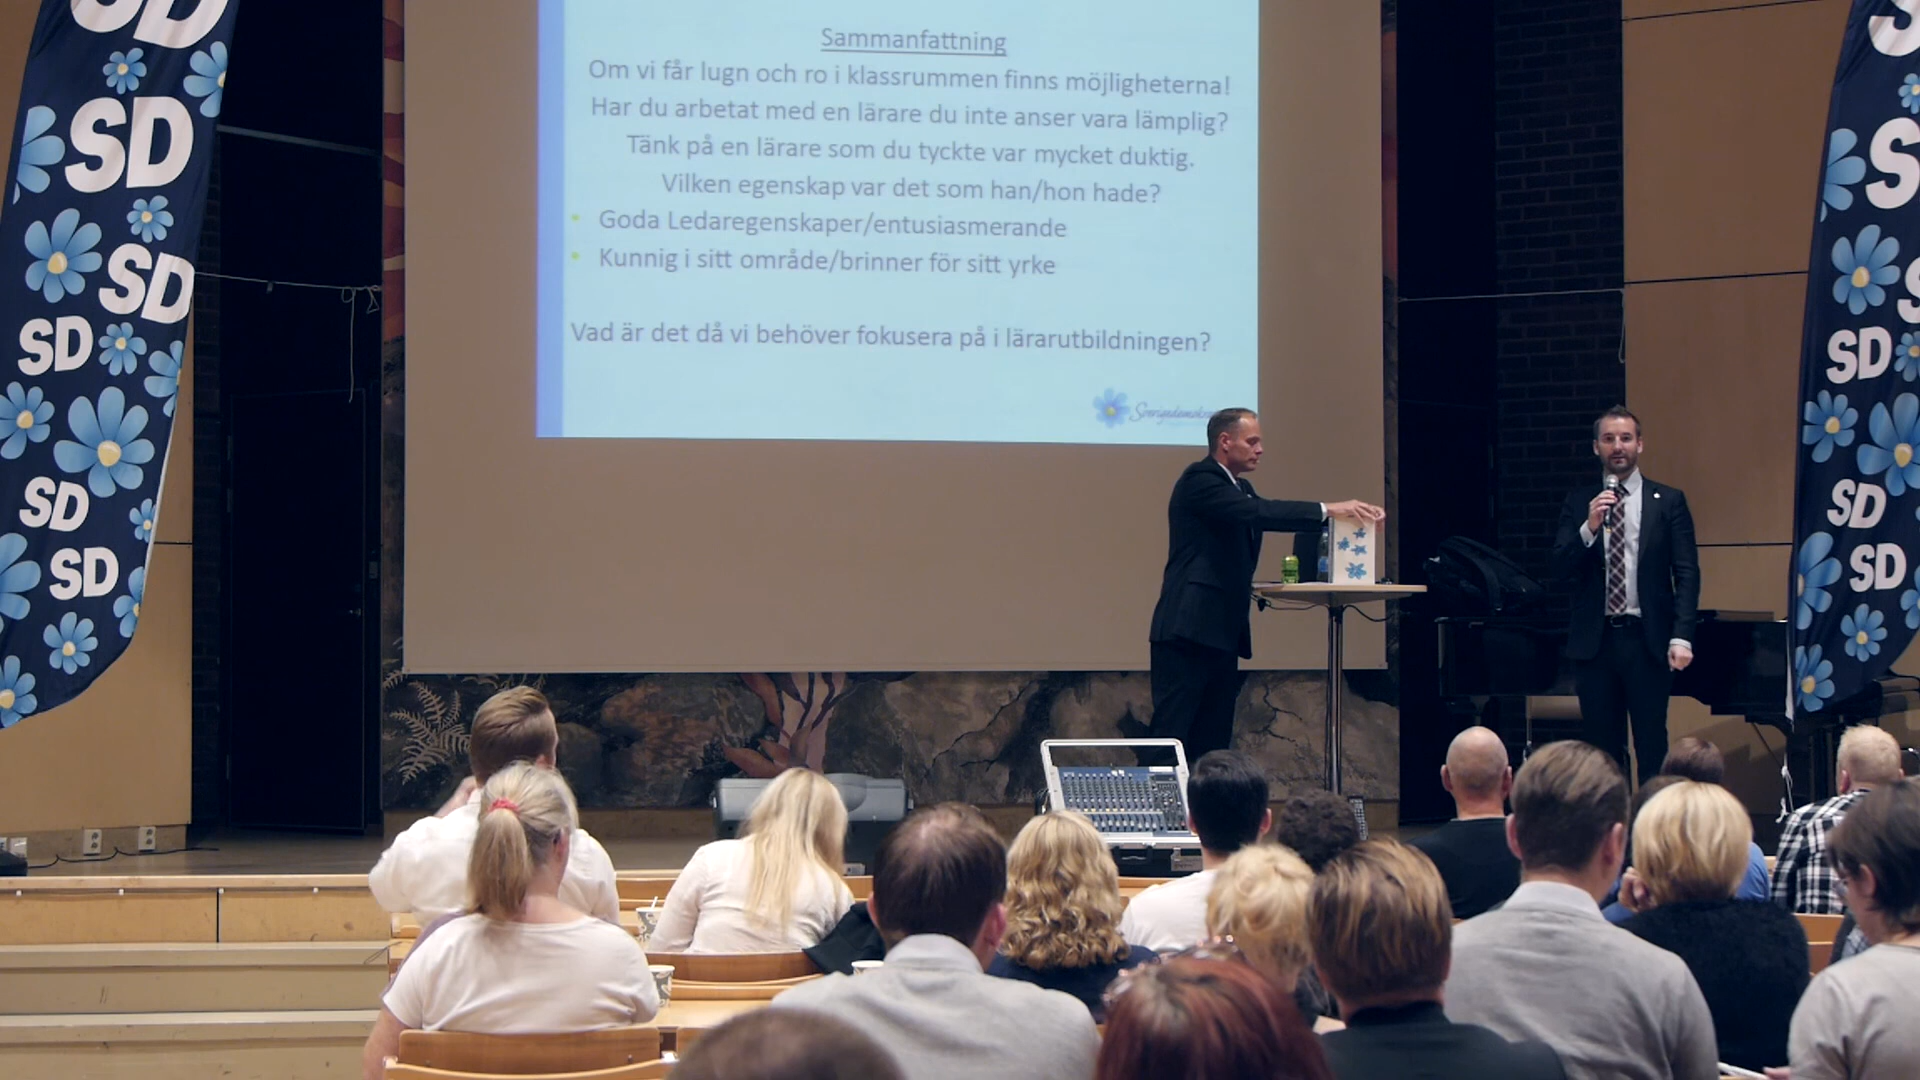 Sammanfattning
Om vi får lugn och ro i klassrummen finns möjligheterna!
Har du arbetat med en lärare du inte anser vara lämplig?
Tänk på en lärare som du tyckte var mycket duktig.
Vilken egenskap var det som han/hon hade?
Goda Ledaregenskaper/entusiasmerande
Kunnig i sitt område/brinner för sitt yrke
Vad är det då vi behöver fokusera på i lärarutbildningen?
SD
SD
SD
SD
SD
SD
SD
SD
SD